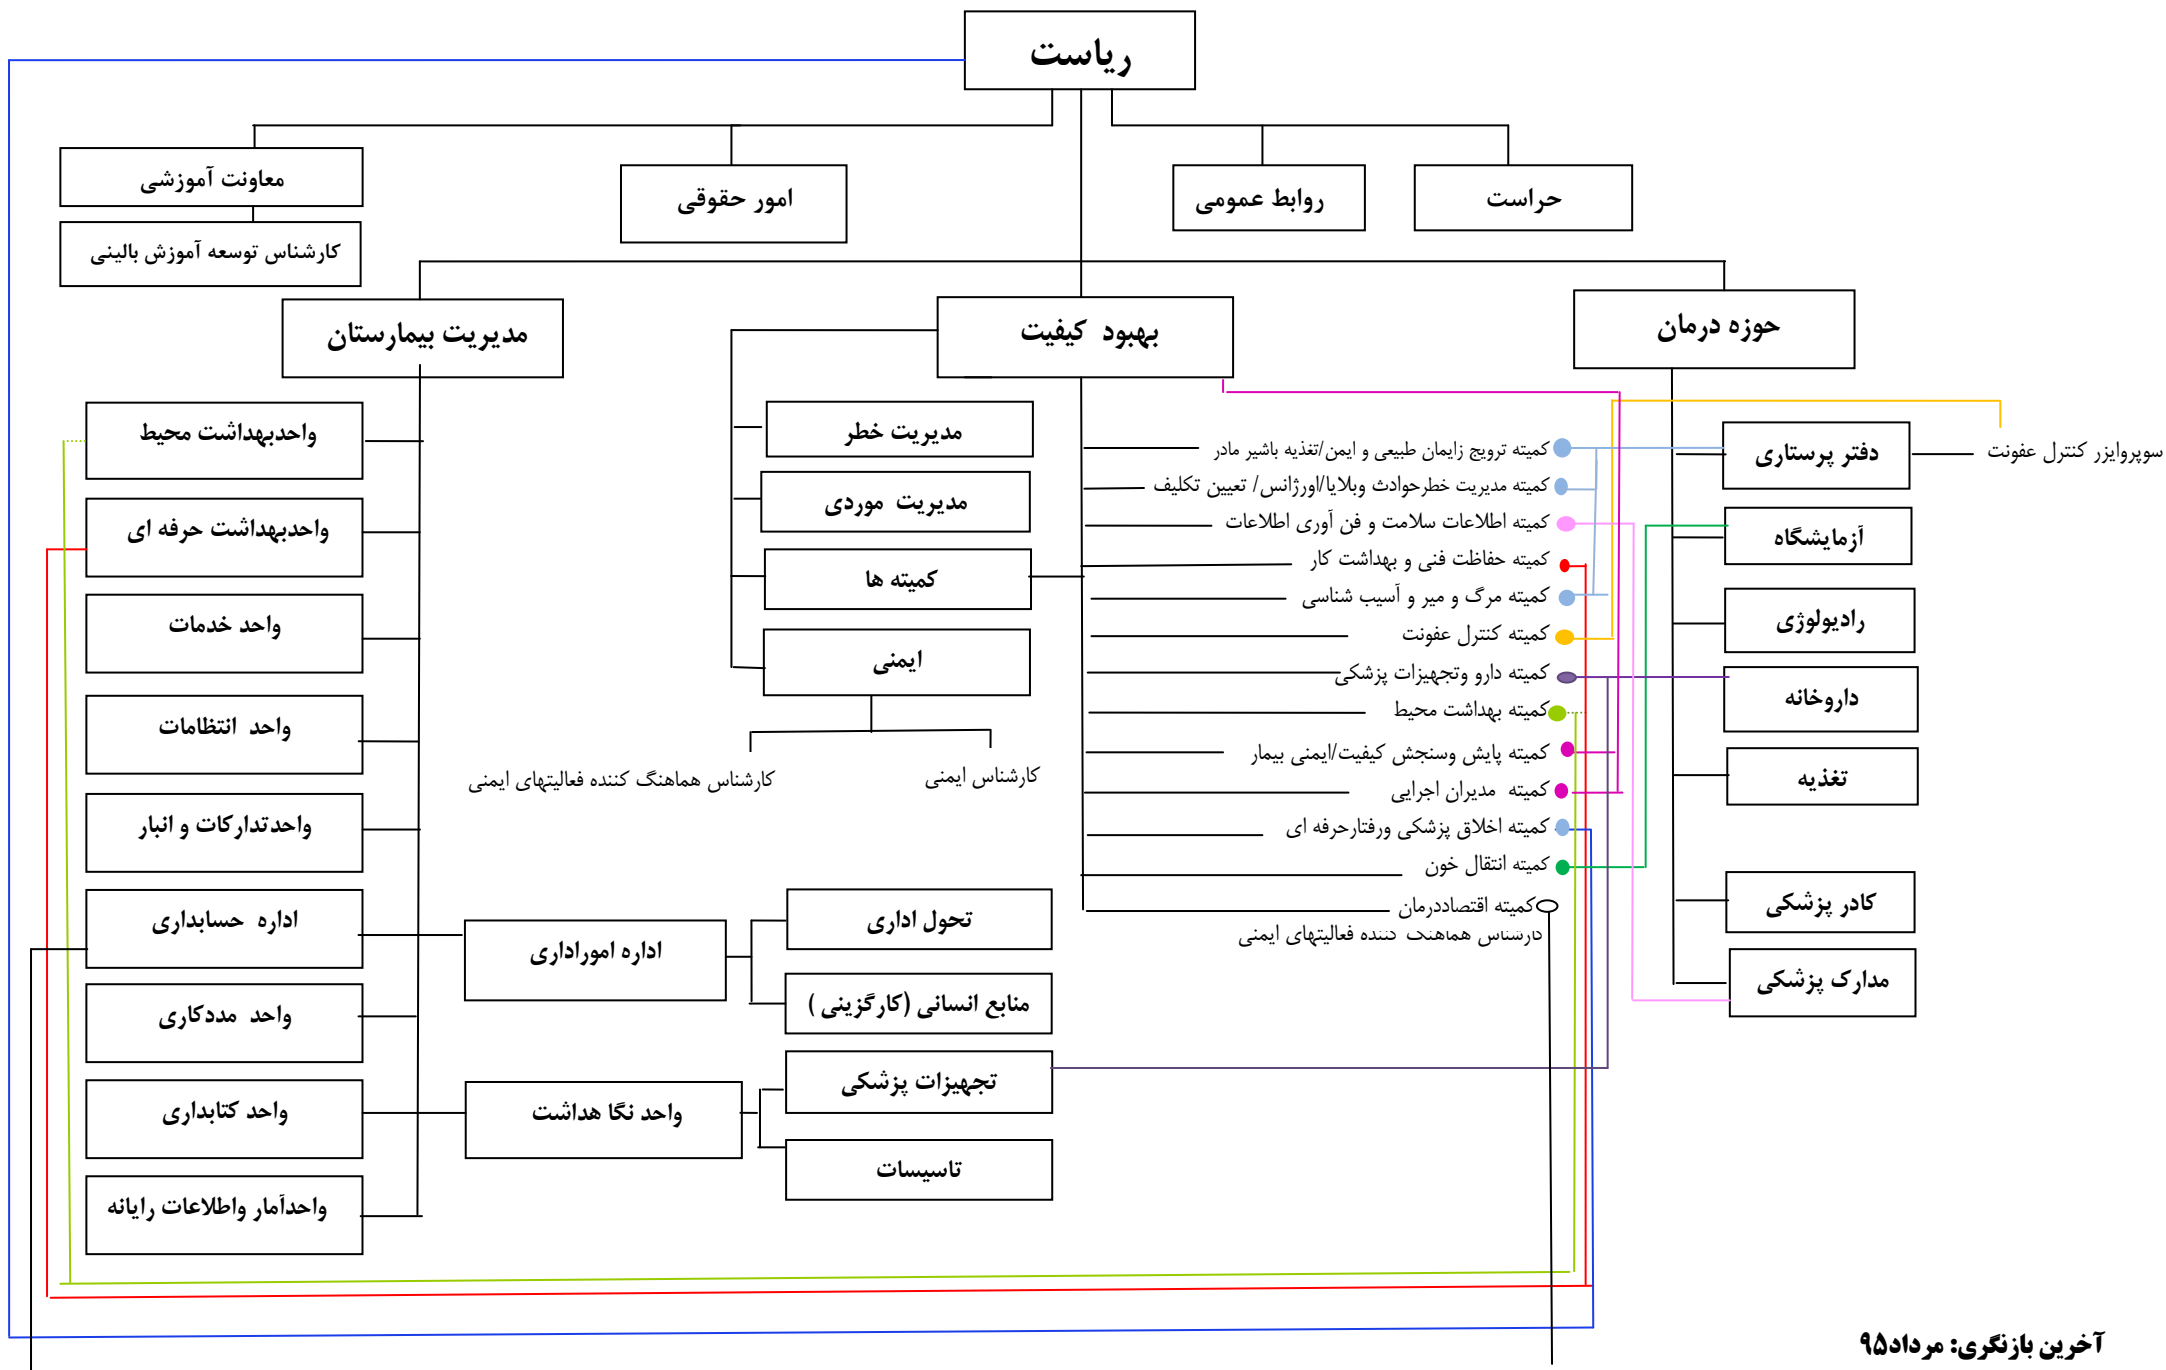 ریاست
حراست
روابط عمومی
امور حقوقی
معاونت آموزشی
کارشناس توسعه آموزش بالینی
حوزه درمان
بهبود کیفیت
مدیریت بیمارستان
دفتر پرستاری
سوپروایزر کنترل عفونت
آزمایشگاه
رادیولوژی
داروخانه
تغذیه
کادر پزشکی
مدارک پزشکی
کمیته ترویج زایمان طبیعی و ایمن/تغذیه باشیر مادر
کمیته مدیریت خطرحوادث وبلایا/اورژانس/ تعیین تکلیف
کمیته اطلاعات سلامت و فن آوری اطلاعات
کمیته حفاظت فنی و بهداشت کار
کمیته مرگ و میر و آسیب شناسی
کمیته کنترل عفونت
کمیته دارو وتجهیزات پزشکی
کمیته بهداشت محیط
کمیته پایش وسنجش کیفیت/ایمنی بیمار
کمیته مدیران اجرایی
کمیته اخلاق پزشکی ورفتارحرفه ای
کمیته انتقال خون
کمیته اقتصاددرمان
کارشناس هماهنگ کننده فعالیتهای ایمنی
مدیریت خطر
مدیریت موردی
کمیته ها
ایمنی
کارشناس ایمنی
کارشناس هماهنگ کننده فعالیتهای ایمنی
واحدبهداشت محیط
واحدبهداشت حرفه ای
واحد خدمات
واحد انتظامات
واحدتدارکات و انبار
اداره حسابداری
واحد مددکاری
واحد کتابداری
واحدآمار واطلاعات رایانه
اداره اموراداری
تحول اداری
منابع انسانی (کارگزینی )
واحد نگا هداشت
تجهیزات پزشکی
تاسیسات
آخرین بازنگری: مرداد۹۵